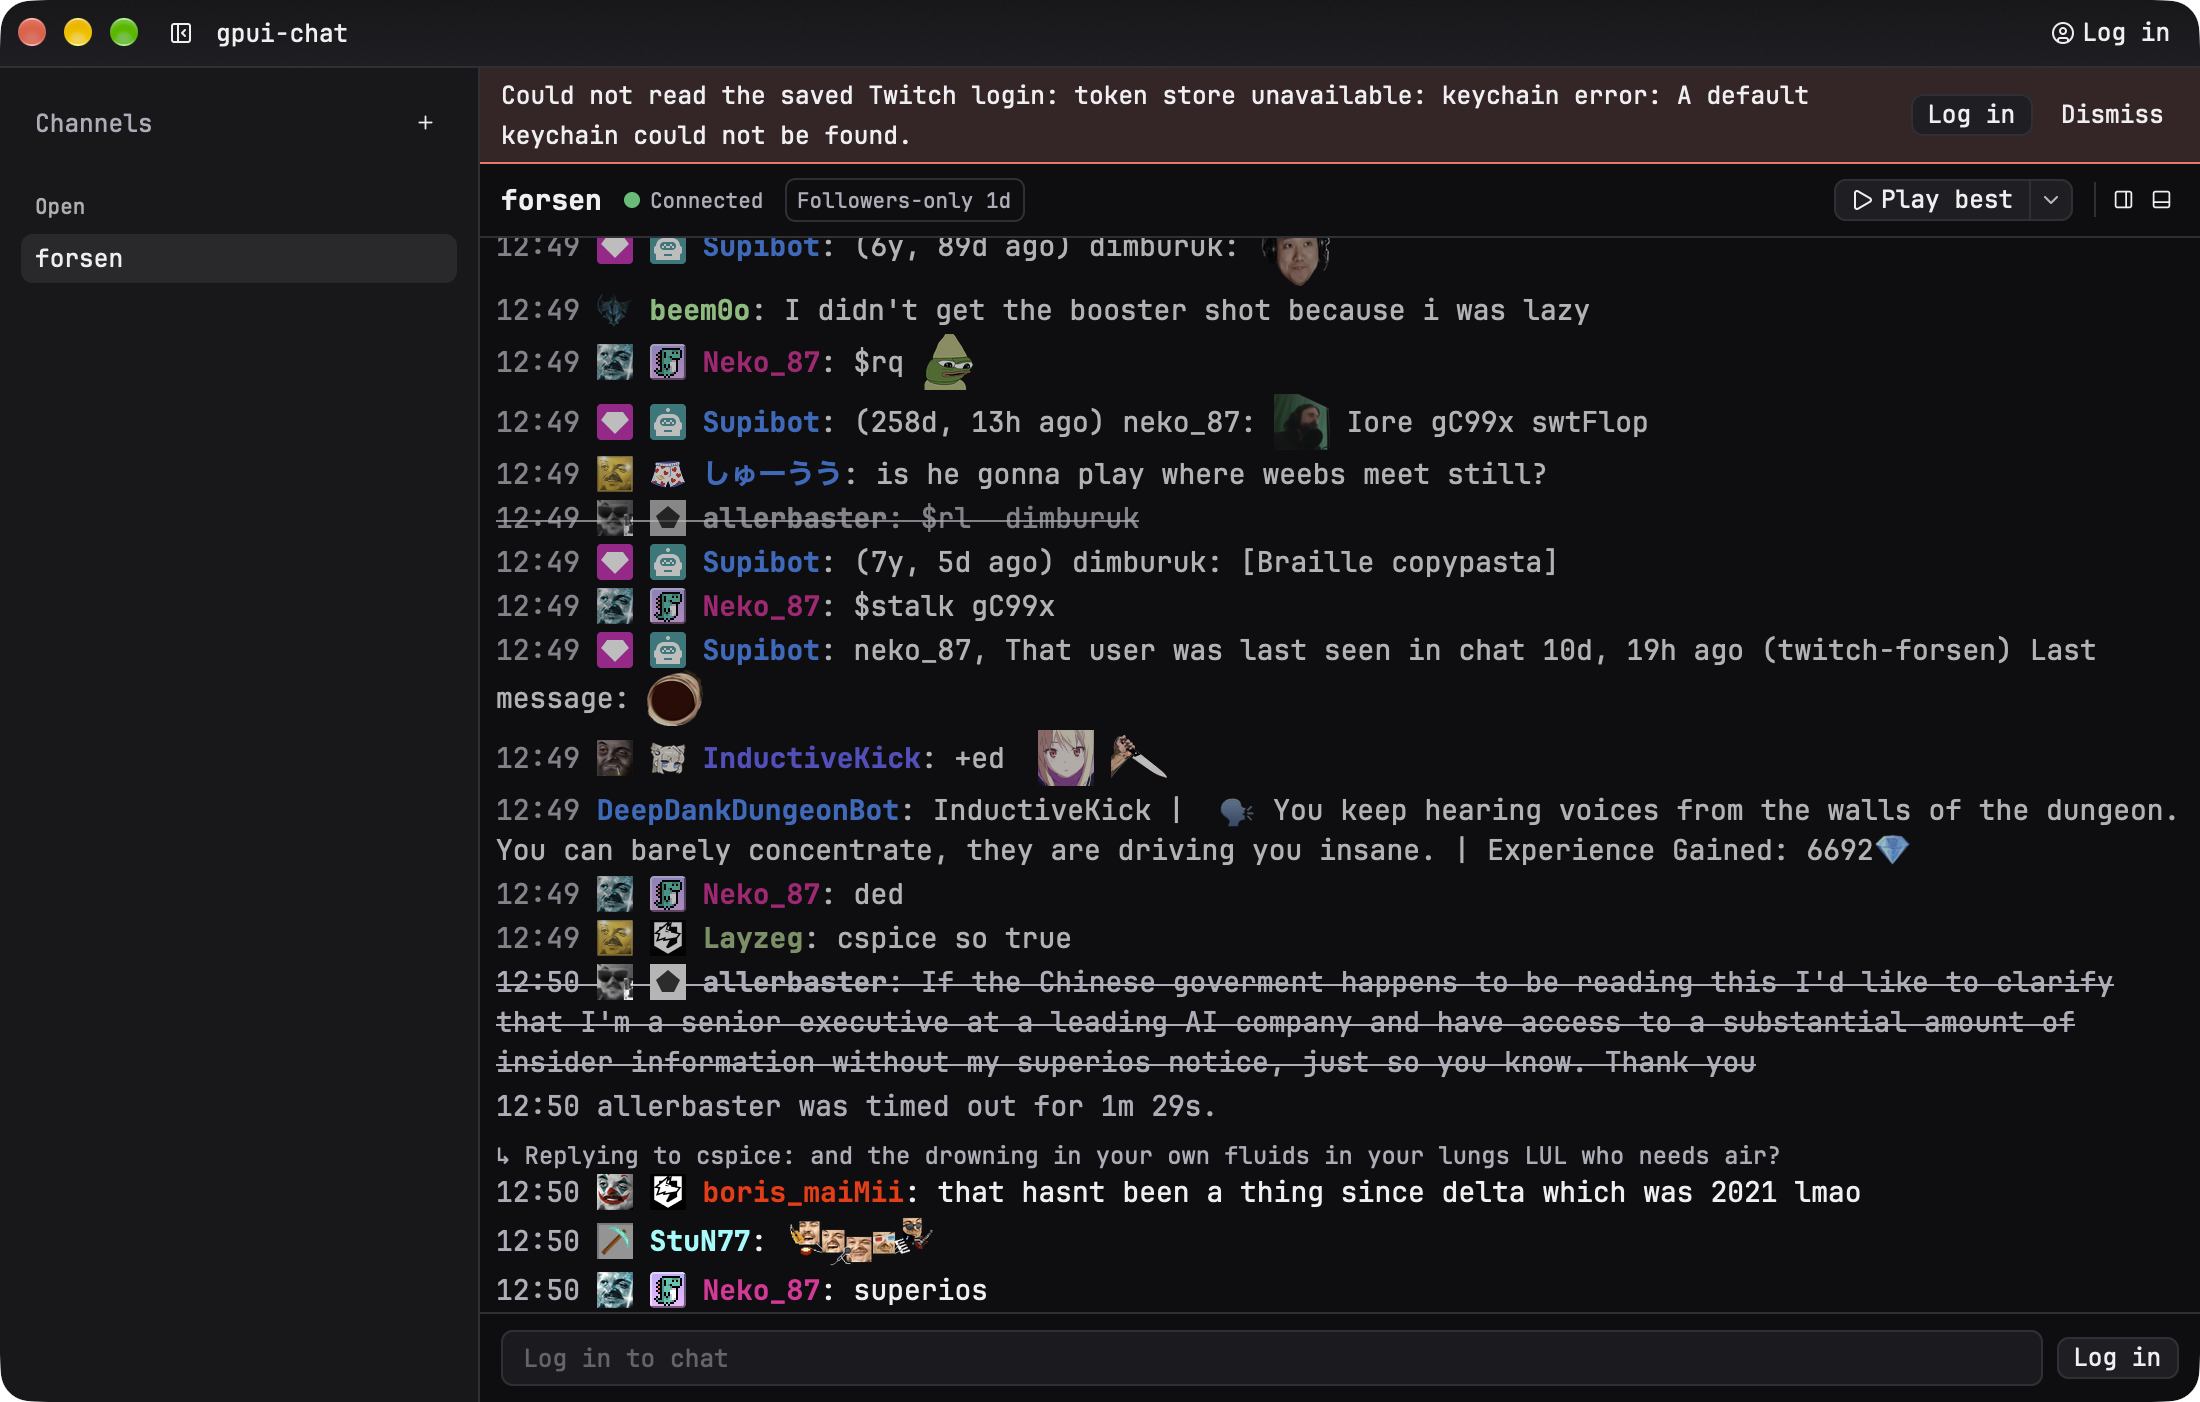 gpui-chat
Log in
Channels
+
Open
forsen
Could not read the saved Twitch login: token store unavailable: keychain error: A default
keychain could not be found.
Log in
Dismiss
forsen
Connected
Followers-only 1d
Play best
12:49 Supibot: (6y, 89d ago) dimburuk:
12:49 beem0o: I didn't get the booster shot because i was lazy
12:49 Neko_87: $rq
12:49 Supibot: (258d, 13h ago) neko_87: Iore gC99x swtFlop
12:49 しゅーうう: is he gonna play where weebs meet still?
12:49 allerbaster: $rl dimburuk
12:49 Supibot: (7y, 5d ago) dimburuk: [Braille copypasta]
12:49 Neko_87: $stalk gC99x
12:49 Supibot: neko_87, That user was last seen in chat 10d, 19h ago (twitch-forsen) Last
message:
12:49 InductiveKick: +ed
12:49 DeepDankDungeonBot: InductiveKick | 🗣 You keep hearing voices from the walls of the dungeon.
You can barely concentrate, they are driving you insane. | Experience Gained: 6692💎
12:49 Neko_87: ded
12:49 Layzeg: cspice so true
12:50 allerbaster: If the Chinese goverment happens to be reading this I'd like to clarify
that I'm a senior executive at a leading AI company and have access to a substantial amount of
insider information without my superios notice, just so you know. Thank you
12:50 allerbaster was timed out for 1m 29s.
↳ Replying to cspice: and the drowning in your own fluids in your lungs LUL who needs air?
12:50 boris_maiMii: that hasnt been a thing since delta which was 2021 lmao
12:50 StuN77:
12:50 Neko_87: superios
Log in to chat
Log in